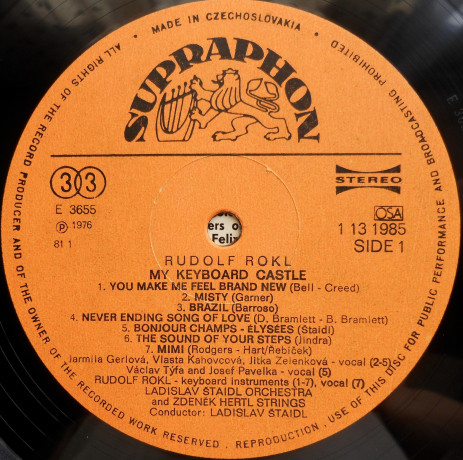 • MADE IN CZECHOSLOVAKIA •
ALL RIGHTS OF THE RECORD PRODUCER AND OF THE OWNER OF THE RECORDED WORK RESERVED . REPRODUCTION . USE OF THIS DISC FOR PUBLIC PERFORMANCE AND BROADCASTING PROHIBITED
SUPRAPHON
33
STEREO
E 3655
℗ 1976
81 1
OSA
1 13 1985
SIDE 1
ers o
Felix
RUDOLF ROKL
MY KEYBOARD CASTLE
1. YOU MAKE ME FEEL BRAND NEW (Bell - Creed)
2. MISTY (Garner)
3. BRAZIL (Barroso)
4. NEVER ENDING SONG OF LOVE (D. Bramlett - B. Bramlett)
5. BONJOUR CHAMPS - ÉLYSÉES (Štaidl)
6. THE SOUND OF YOUR STEPS (Jindra)
7. MIMI (Rodgers - Hart/Řebíček)
Jarmila Gerlová, Vlasta Kahovcová, Jitka Zelenková - vocal (2-5)
Václav Týfa and Josef Pavelka - vocal (5)
RUDOLF ROKL - keyboard instruments (1-7), vocal (7)
LADISLAV ŠTAIDL ORCHESTRA
and ZDENĚK HERTL STRINGS
Conductor: LADISLAV ŠTAIDL